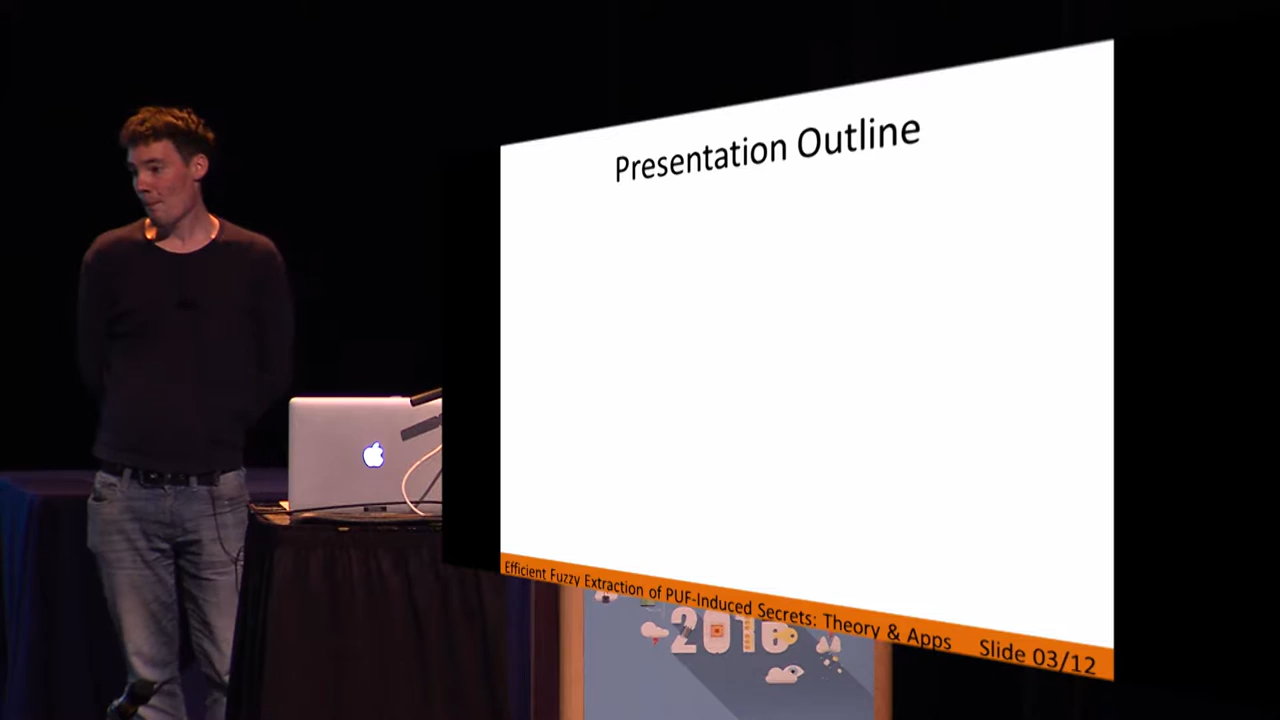 Presentation Outline
Efficient Fuzzy Extraction of PUF-Induced Secrets: Theory & Apps Slide 03/12
2016